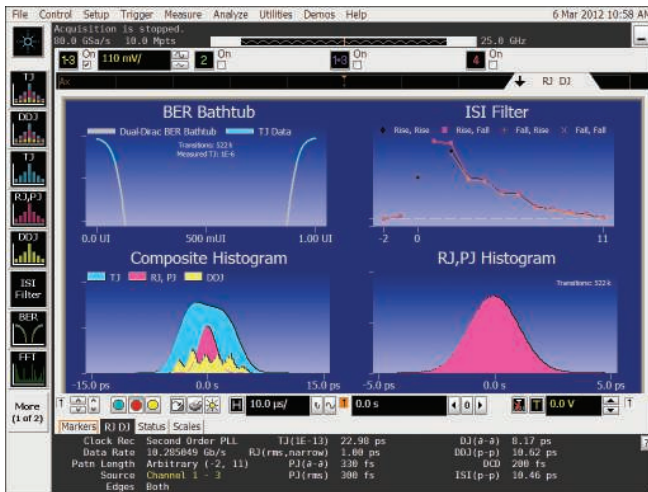 File Control Setup Trigger Measure Analyze Utilities Demos Help 6 Mar 2012 10:58 AM
Acquisition is stopped.
80.0 GSa/s 10.0 Mpts 25.0 GHz
1-3 On 110 mV/ 2 On 1-3 On 4 On
RJ DJ
TJ
DDJ
TJ
RJ,PJ
DDJ
ISI
Filter
BER
FFT
More
(1 of 2)
BER Bathtub
Dual-Dirac BER Bathtub TJ Data
Transitions: 522 k
Measured TJ: 1E-6
0.0 UI 500 mUI 1.00 UI
ISI Filter
Rise, Rise Rise, Fall Fall, Rise Fall, Fall
-2 0 11
Composite Histogram
TJ RJ, PJ DDJ
-15.0 ps 0.0 s 15.0 ps
RJ,PJ Histogram
Transitions: 522 k
-5.0 ps 0.0 s 5.0 ps
H 10.0 µs/ 0.0 s 0 T 0.0 V
Markers RJ DJ Status Scales
Clock Rec Second Order PLL TJ(1E-13) 22.98 ps DJ(∂-∂) 8.17 ps
Data Rate 10.285049 Gb/s RJ(rms,narrow) 1.00 ps DDJ(p-p) 10.62 ps
Patn Length Arbitrary (-2, 11) PJ(∂-∂) 330 fs DCD 200 fs
Source Channel 1 - 3 PJ(rms) 300 fs ISI(p-p) 10.46 ps
Edges Both